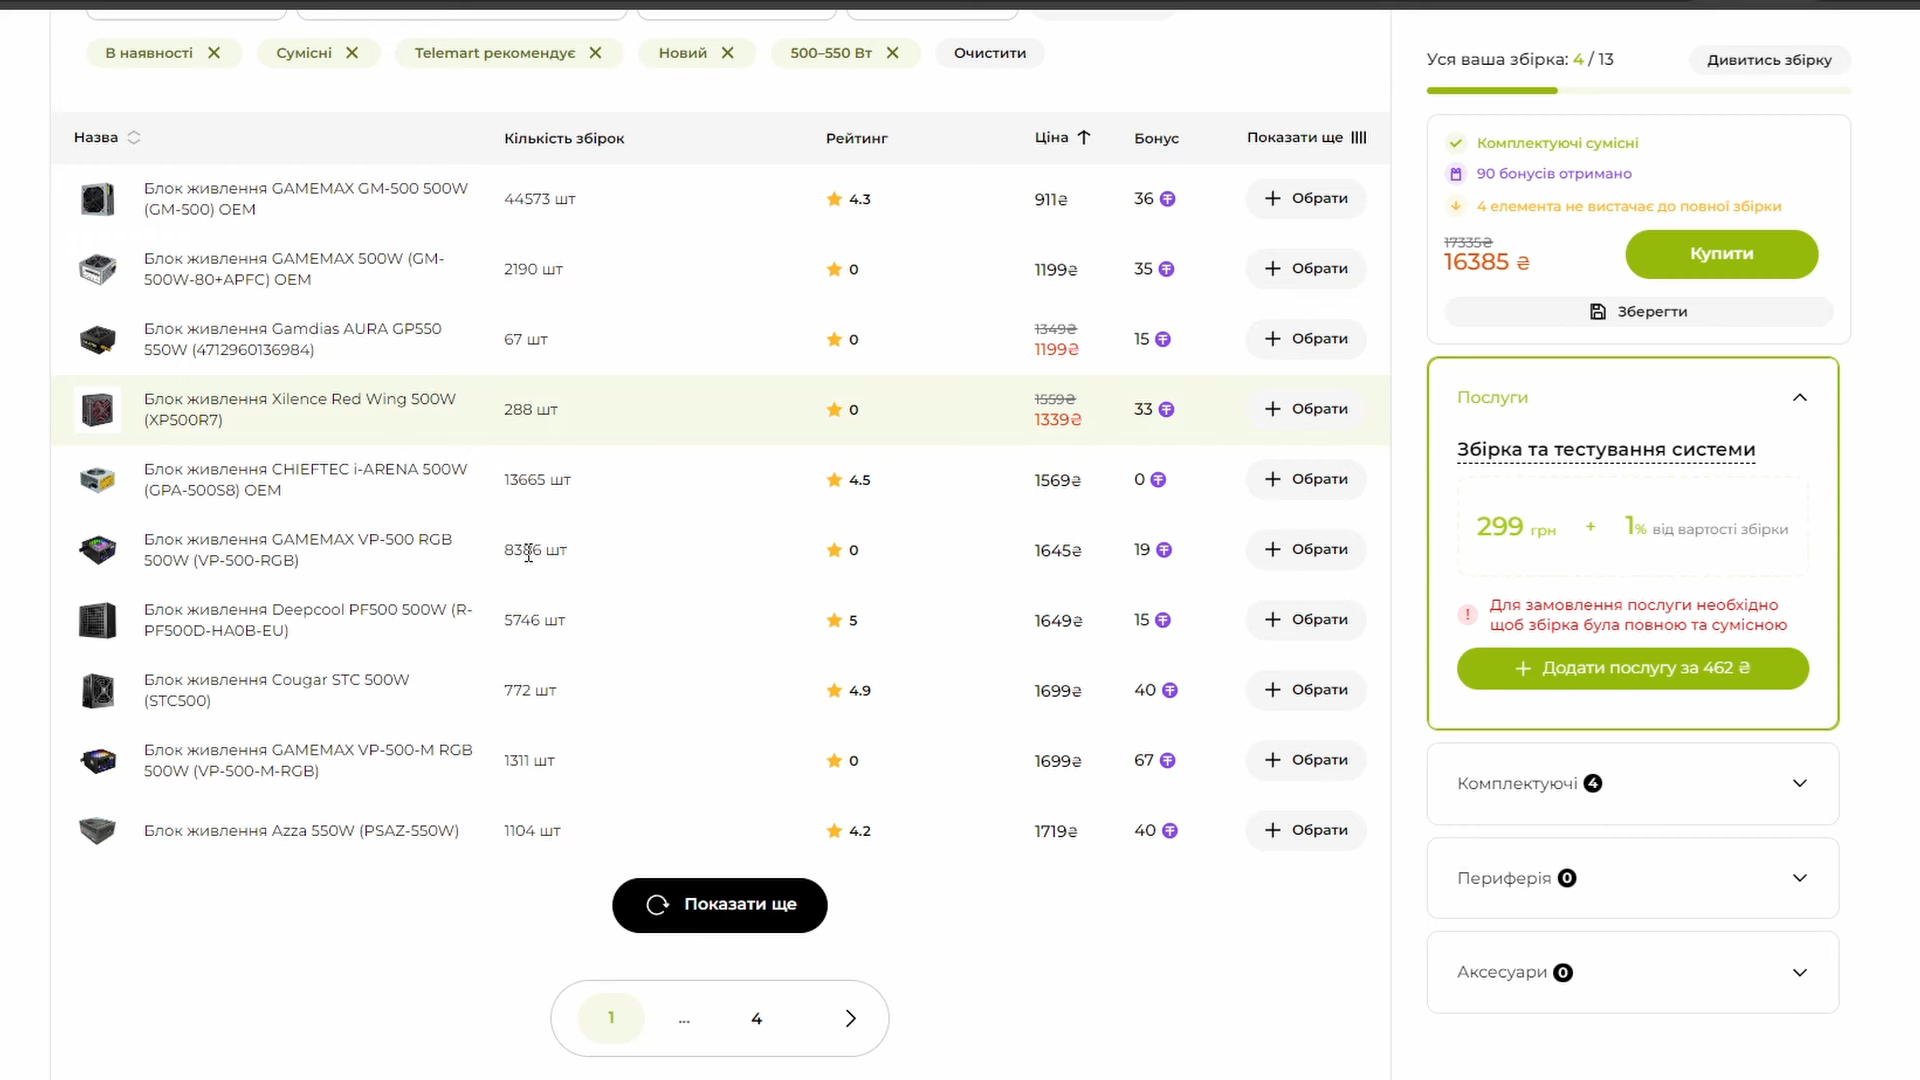 В наявності
Сумісні
Telemart рекомендує
Новий
500–550 Вт
Очистити
Назва
Кількість збірок
Рейтинг
Ціна
Бонус
Показати ще
Блок живлення GAMEMAX GM-500 500W
(GM-500) OEM
44573 шт
4.3
911₴
36
Обрати
Блок живлення GAMEMAX 500W (GM-
500W-80+APFC) OEM
2190 шт
0
1199₴
35
Обрати
Блок живлення Gamdias AURA GP550
550W (4712960136984)
67 шт
0
1349₴
1199₴
15
Обрати
Блок живлення Xilence Red Wing 500W
(XP500R7)
288 шт
0
1559₴
1339₴
33
Обрати
Блок живлення CHIEFTEC i-ARENA 500W
(GPA-500S8) OEM
13665 шт
4.5
1569₴
0
Обрати
Блок живлення GAMEMAX VP-500 RGB
500W (VP-500-RGB)
шт
0
1645₴
19
Обрати
Блок живлення Deepcool PF500 500W (R-
PF500D-HA0B-EU)
5746 шт
5
1649₴
15
Обрати
Блок живлення Cougar STC 500W
(STC500)
772 шт
4.9
1699₴
40
Обрати
Блок живлення GAMEMAX VP-500-M RGB
500W (VP-500-M-RGB)
1311 шт
0
1699₴
67
Обрати
Блок живлення Azza 550W (PSAZ-550W)
1104 шт
4.2
1719₴
40
Обрати
Показати ще
1
...
4
Уся ваша збірка: 4 / 13
Дивитись збірку
Комплектуючі сумісні
90 бонусів отримано
4 елемента не вистачає до повної збірки
17335₴
16385 ₴
Купити
Зберегти
Послуги
Збірка та тестування системи
299 грн + 1% від вартості збірки
Для замовлення послуги необхідно
щоб збірка була повною та сумісною
Додати послугу за 462 ₴
Комплектуючі 4
Периферія 0
Аксесуари 0